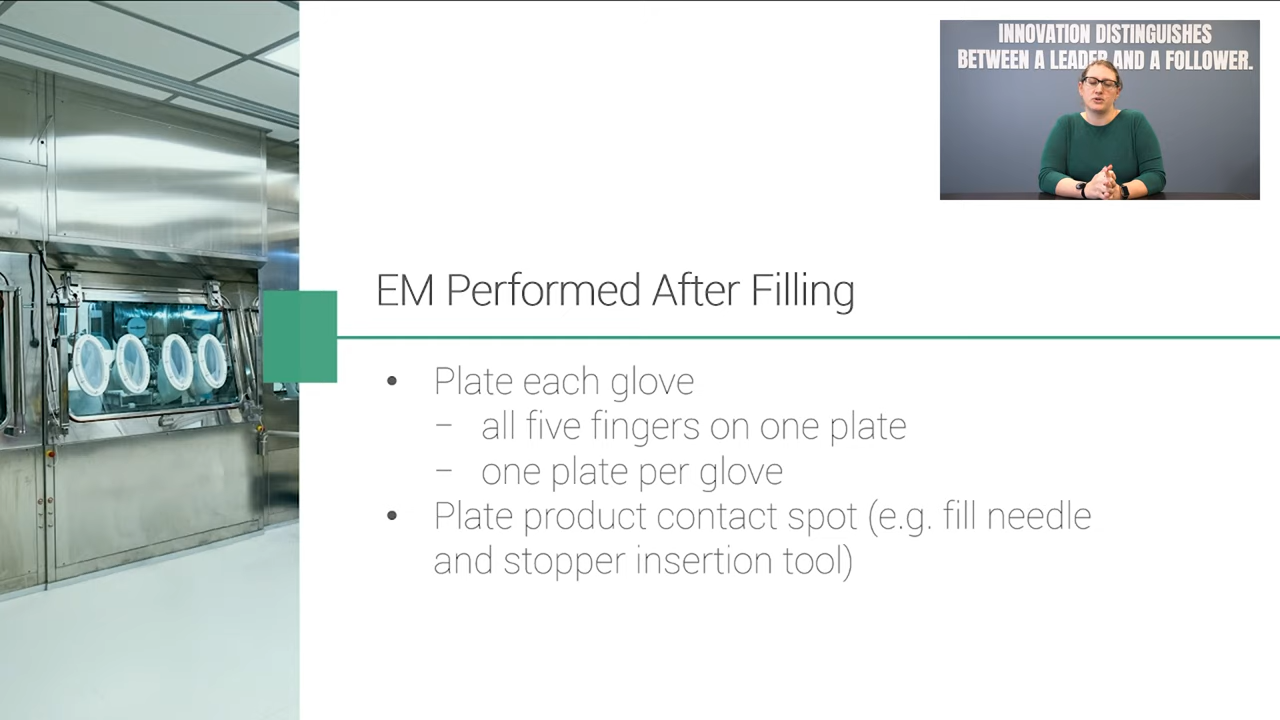 INNOVATION DISTINGUISHES
BETWEEN A LEADER AND A FOLLOWER.
EM Performed After Filling
• Plate each glove
– all five fingers on one plate
– one plate per glove
• Plate product contact spot (e.g. fill needle
and stopper insertion tool)